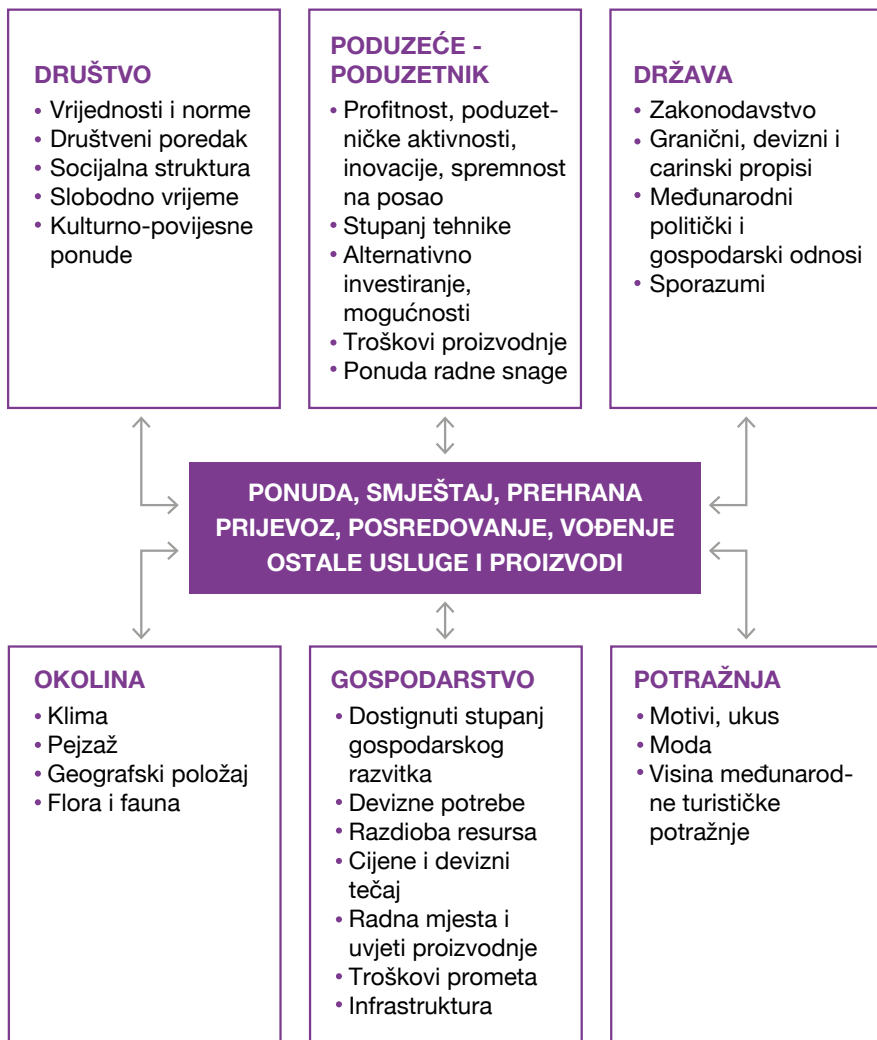 DRUŠTVO
• Vrijednosti i norme
• Društveni poredak
• Socijalna struktura
• Slobodno vrijeme
• Kulturno-povijesne
ponude
PODUZEĆE -
PODUZETNIK
• Profitnost, poduzet-
ničke aktivnosti,
inovacije, spremnost
na posao
• Stupanj tehnike
• Alternativno
investiranje,
mogućnosti
• Troškovi proizvodnje
• Ponuda radne snage
DRŽAVA
• Zakonodavstvo
• Granični, devizni i
carinski propisi
• Međunarodni
politički i
gospodarski odnosi
• Sporazumi
PONUDA, SMJEŠTAJ, PREHRANA
PRIJEVOZ, POSREDOVANJE, VOĐENJE
OSTALE USLUGE I PROIZVODI
OKOLINA
• Klima
• Pejzaž
• Geografski položaj
• Flora i fauna
GOSPODARSTVO
• Dostignuti stupanj
gospodarskog
razvitka
• Devizne potrebe
• Razdioba resursa
• Cijene i devizni
tečaj
• Radna mjesta i
uvjeti proizvodnje
• Troškovi prometa
• Infrastruktura
POTRAŽNJA
• Motivi, ukus
• Moda
• Visina međunarod-
ne turističke
potražnje